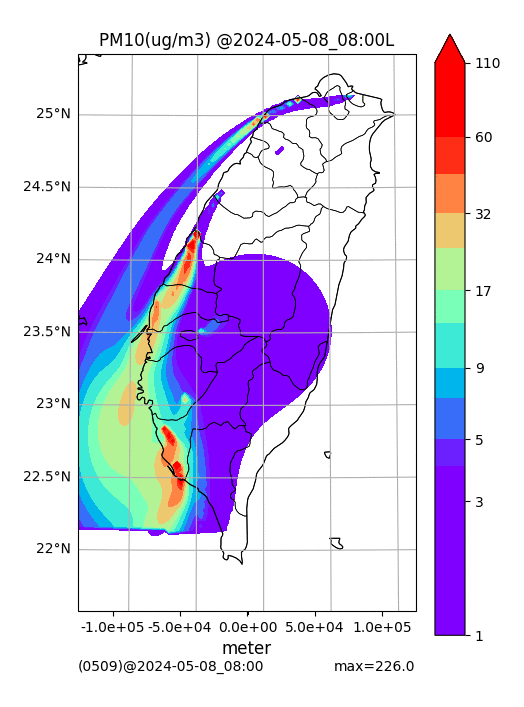 PM10(ug/m3) @2024-05-08_08:00L
110
25°N
60
24.5°N
32
24°N
17
23.5°N
9
23°N
5
22.5°N
3
22°N
1
-1.0e+05 -5.0e+04 0.0e+00 5.0e+04 1.0e+05
meter
(0509)@2024-05-08_08:00 max=226.0